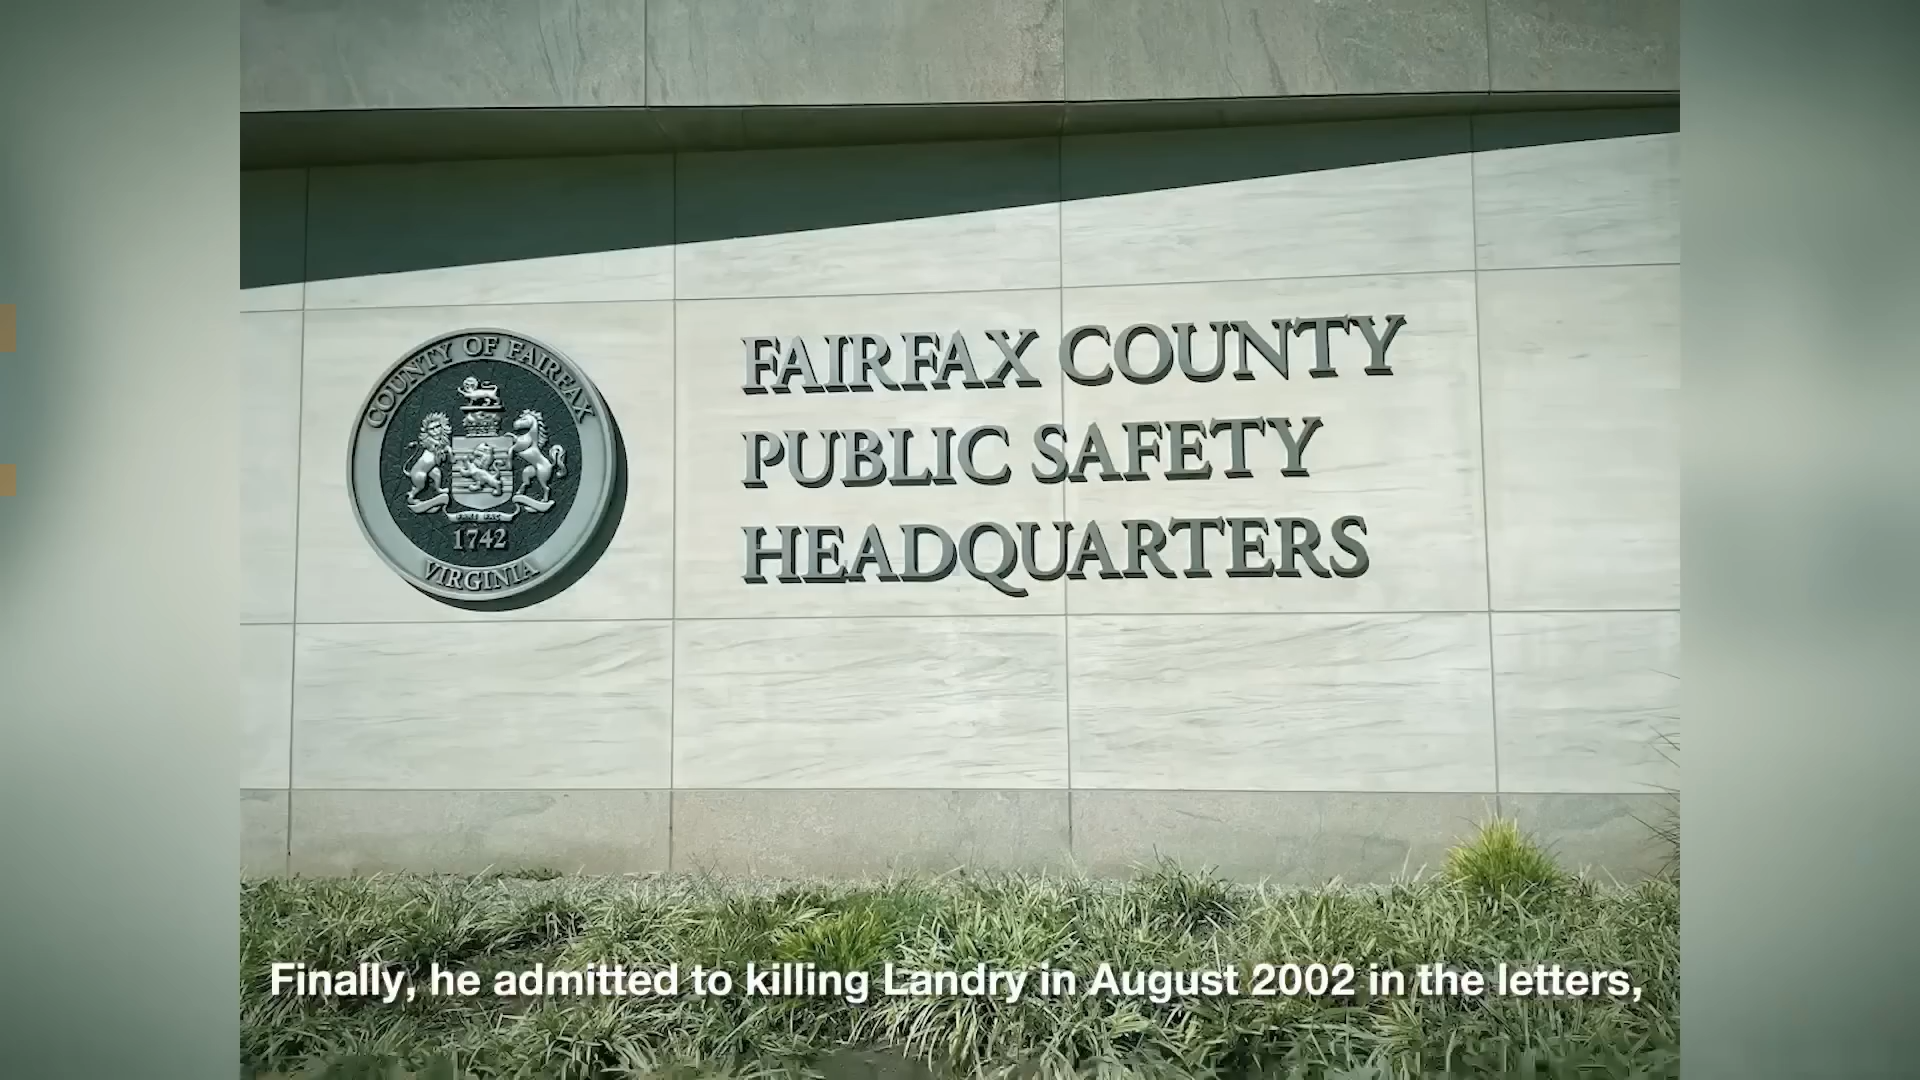 COUNTY OF FAIRFAX
1742
VIRGINIA
FAIRFAX COUNTY
PUBLIC SAFETY
HEADQUARTERS
Finally, he admitted to killing Landry in August 2002 in the letters,